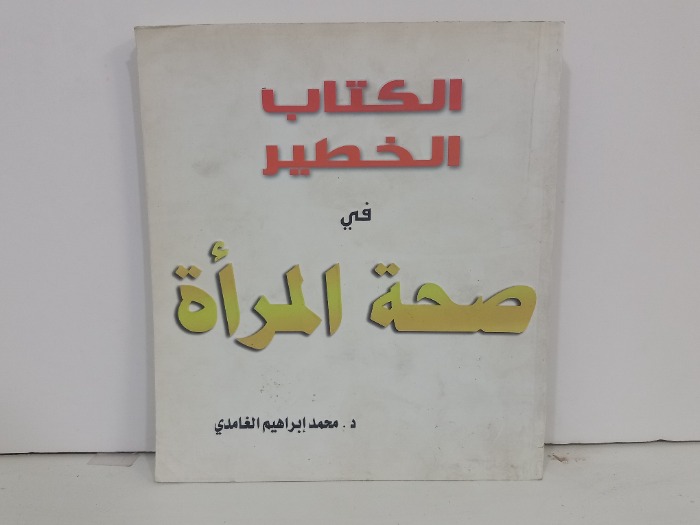 الكتاب
الخطير
في
صحة المرأة
د. محمد إبراهيم الغامدي